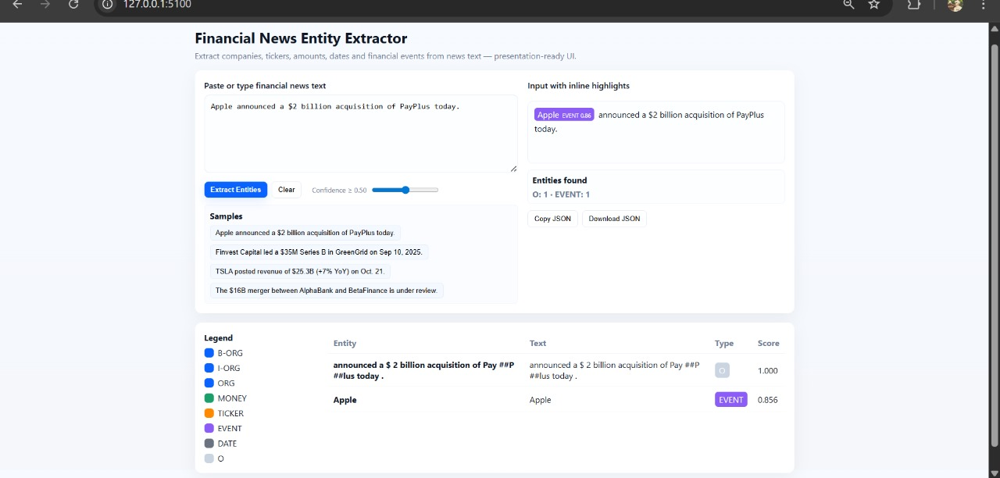 127.0.0.1:5100
Financial News Entity Extractor
Extract companies, tickers, amounts, dates and financial events from news text — presentation-ready UI.
Paste or type financial news text
Apple announced a $2 billion acquisition of PayPlus today.
Extract Entities
Clear
Confidence ≥ 0.50
Samples
Apple announced a $2 billion acquisition of PayPlus today.
Finvest Capital led a $35M Series B in GreenGrid on Sep 10, 2025.
TSLA posted revenue of $25.3B (+7% YoY) on Oct. 21.
The $16B merger between AlphaBank and BetaFinance is under review.
Input with inline highlights
Apple EVENT 0.86 announced a $2 billion acquisition of PayPlus
today.
Entities found
O: 1 · EVENT: 1
Copy JSON
Download JSON
Legend
B-ORG
I-ORG
ORG
MONEY
TICKER
EVENT
DATE
O
Entity Text Type Score
announced a $ 2 billion acquisition of Pay ##P
##lus today .
announced a $ 2 billion acquisition of Pay ##P
##lus today .
O
1.000
Apple Apple EVENT 0.856